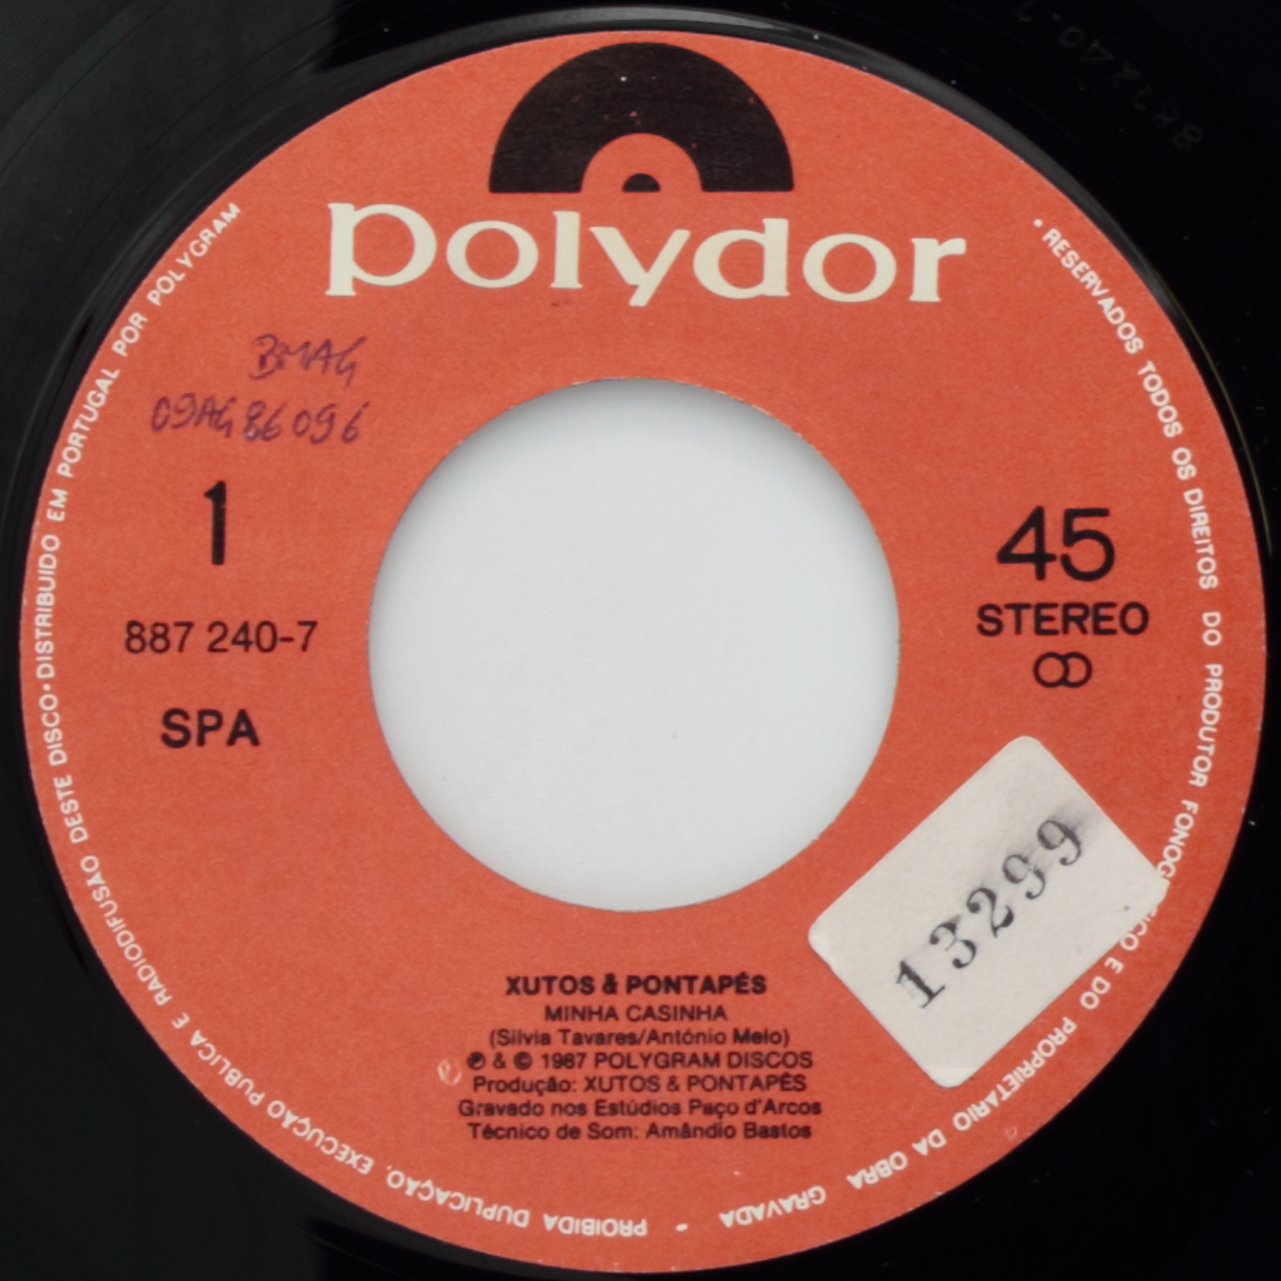 polydor
BMAG
09AG86096
1
887 240-7
SPA
45
STEREO
13299
XUTOS & PONTAPÉS
MINHA CASINHA
(Silvia Tavares/António Melo)
℗ & © 1987 POLYGRAM DISCOS
Produção: XUTOS & PONTAPÉS
Gravado nos Estúdios Paço d'Arcos
Técnico de Som: Amândio Bastos
• RESERVADOS TODOS OS DIREITOS DO PRODUTOR E DO PROPRIETARIO DA OBRA GRAVADA • PROIBIDA DUPLICAÇÃO, EXECUÇÃO PUBLICA E RADIODIFUSÃO DESTE DISCO • DISTRIBUIDO EM PORTUGAL POR POLYGRAM
887240-1